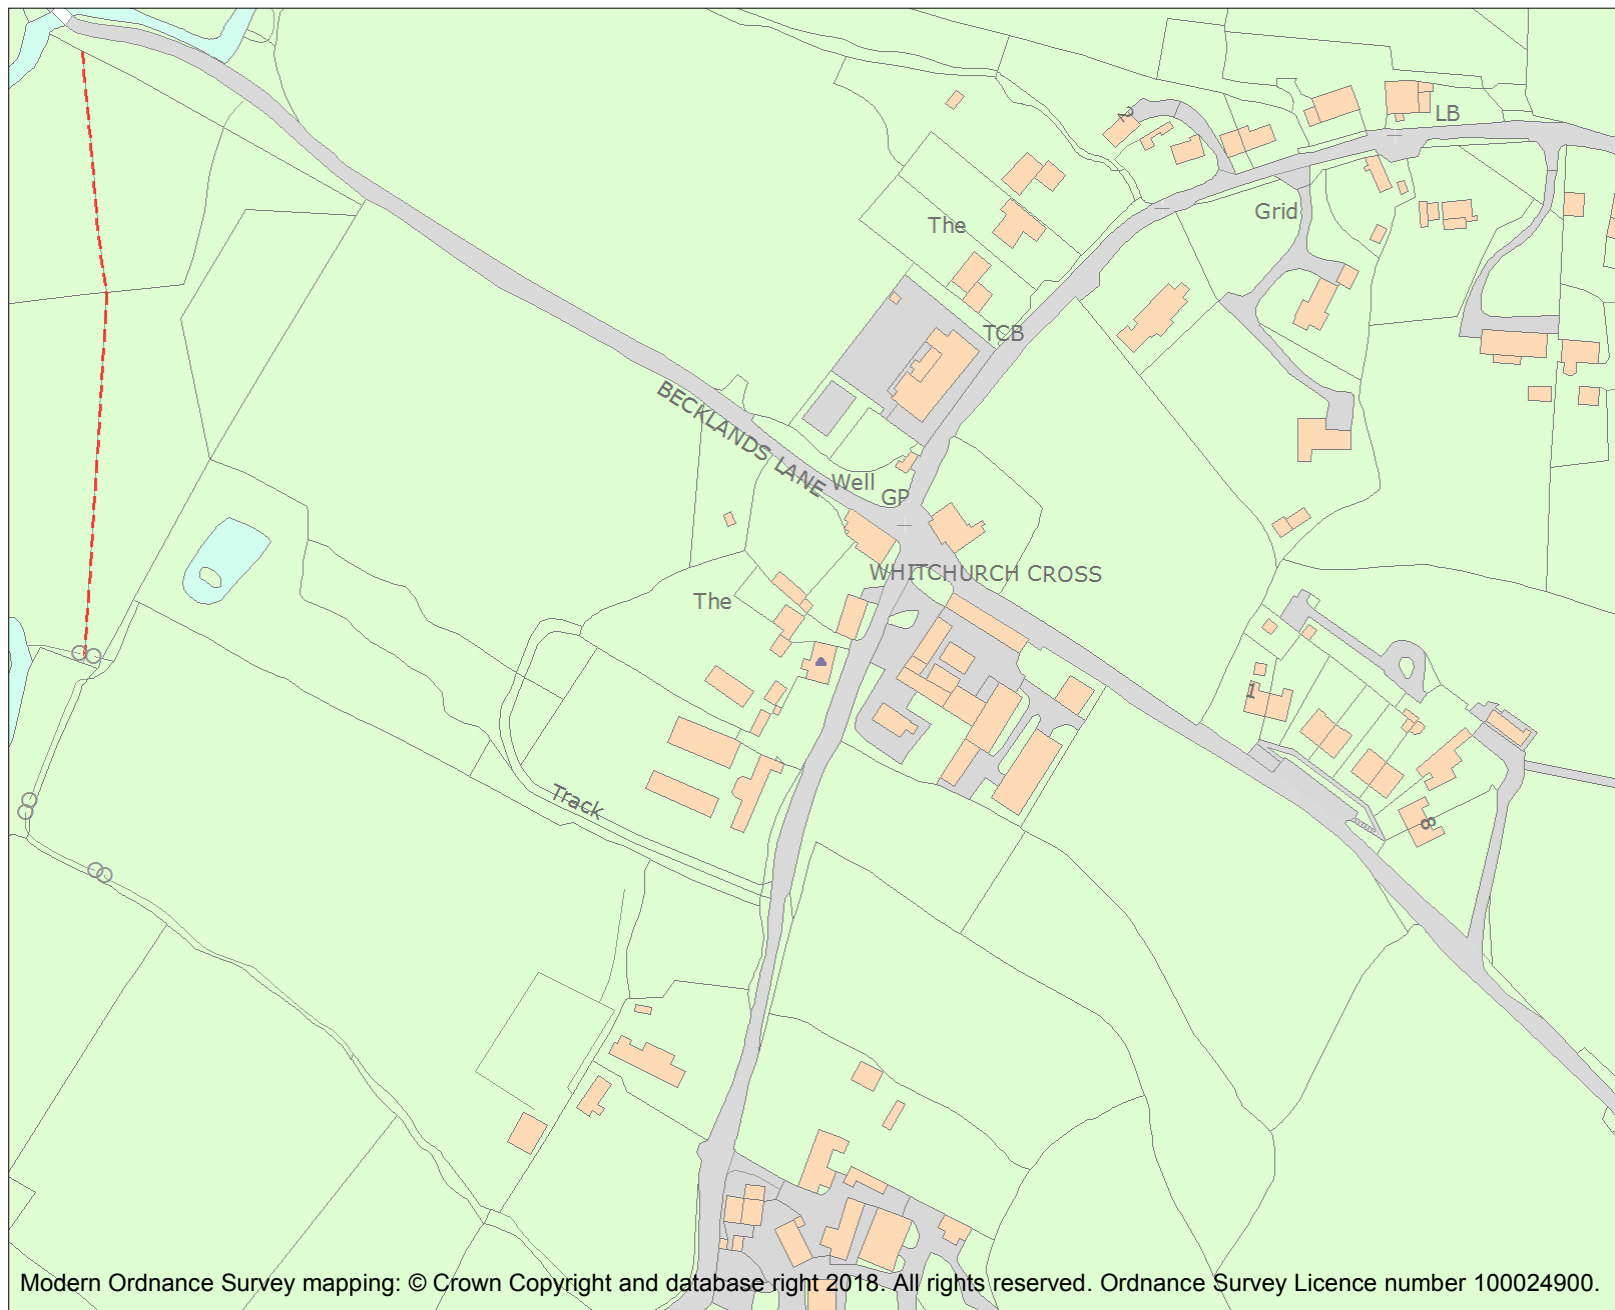 2
LB
Grid
The
TCB
BECKLANDS LANE
Well
GP
WHITCHURCH CROSS
The
1
Track
8
Modern Ordnance Survey mapping: © Crown Copyright and database right 2018. All rights reserved. Ordnance Survey Licence number 100024900.